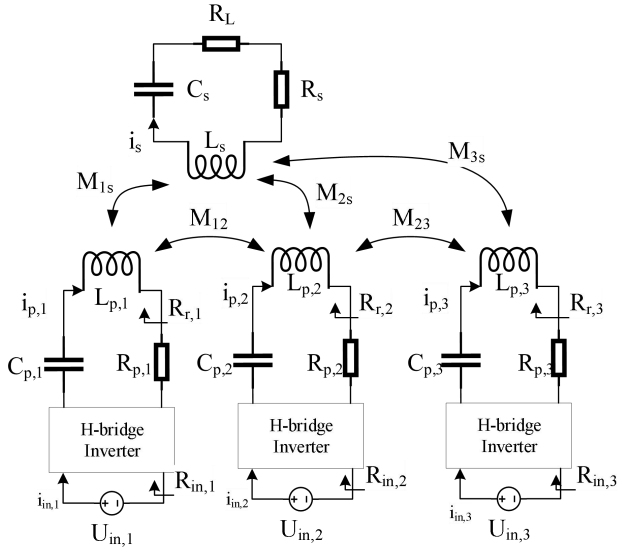 R_L
C_s
R_s
i_s
L_s
M_3s
M_1s
M_2s
M_12
M_23
L_p,1
L_p,2
L_p,3
i_p,1
R_r,1
i_p,2
R_r,2
i_p,3
R_r,3
C_p,1
R_p,1
C_p,2
R_p,2
C_p,3
R_p,3
H-bridge
Inverter
H-bridge
Inverter
H-bridge
Inverter
i_in,1
+ -
R_in,1
i_in,2
+ -
R_in,2
i_in,3
+ -
R_in,3
U_in,1
U_in,2
U_in,3